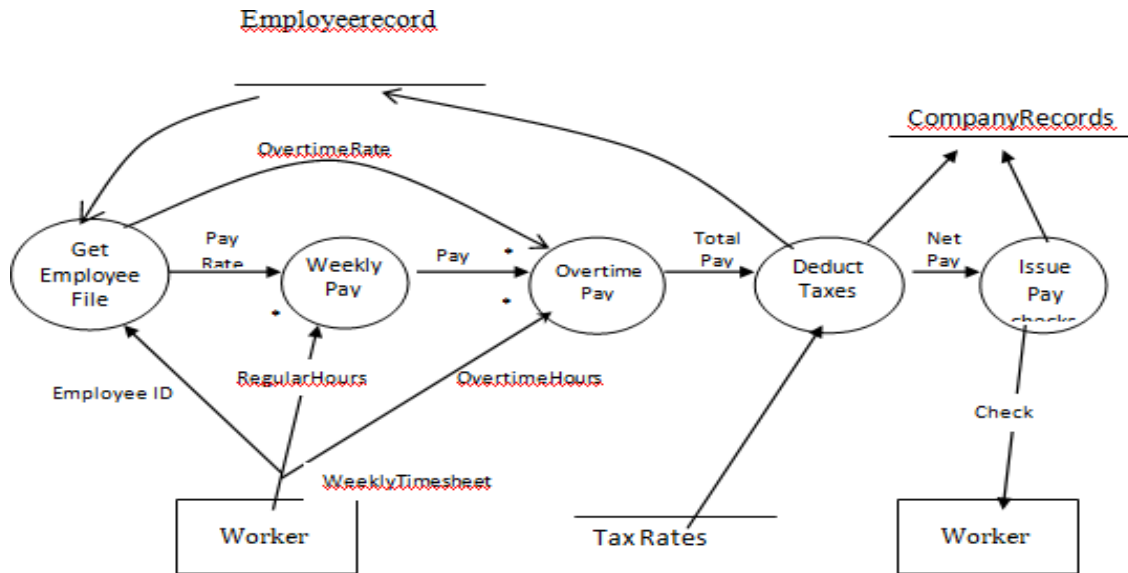 Employeerecord
CompanyRecords
OvertimeRate
Get
Employee
File
Pay
Rate
Weekly
Pay
Pay
*
*
*
Overtime
Pay
Total
Pay
Deduct
Taxes
Net
Pay
Issue
Pay
checks
Employee ID
RegularHours
OvertimeHours
Check
WeeklyTimesheet
Worker
Tax Rates
Worker